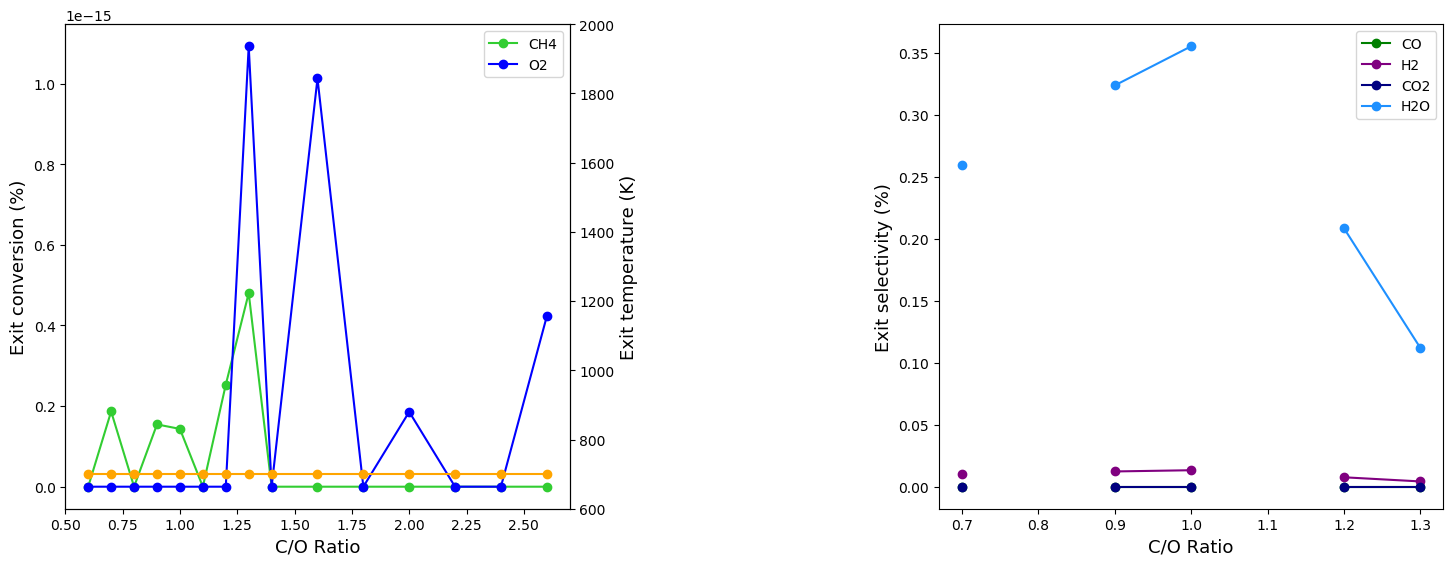 1e−15
Exit conversion (%)
1.0
0.8
0.6
0.4
0.2
0.0
0.50 0.75 1.00 1.25 1.50 1.75 2.00 2.25 2.50
C/O Ratio
CH4
O2
2000
1800
1600
1400
1200
1000
800
600
Exit temperature (K)
Exit selectivity (%)
0.35
0.30
0.25
0.20
0.15
0.10
0.05
0.00
0.7 0.8 0.9 1.0 1.1 1.2 1.3
C/O Ratio
CO
H2
CO2
H2O